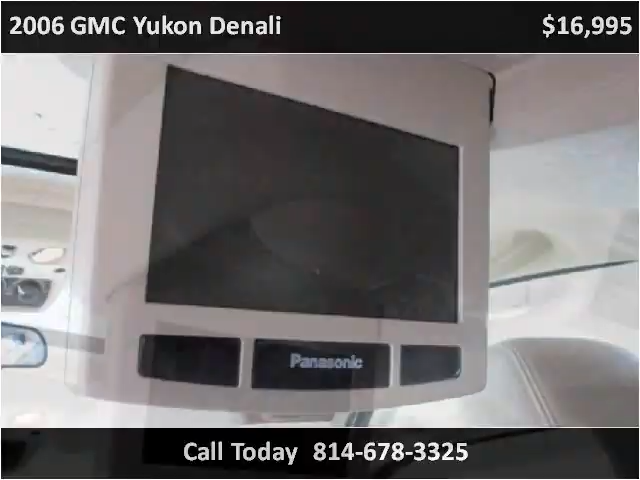 2006 GMC Yukon Denali $16,995
Panasonic
Call Today 814-678-3325